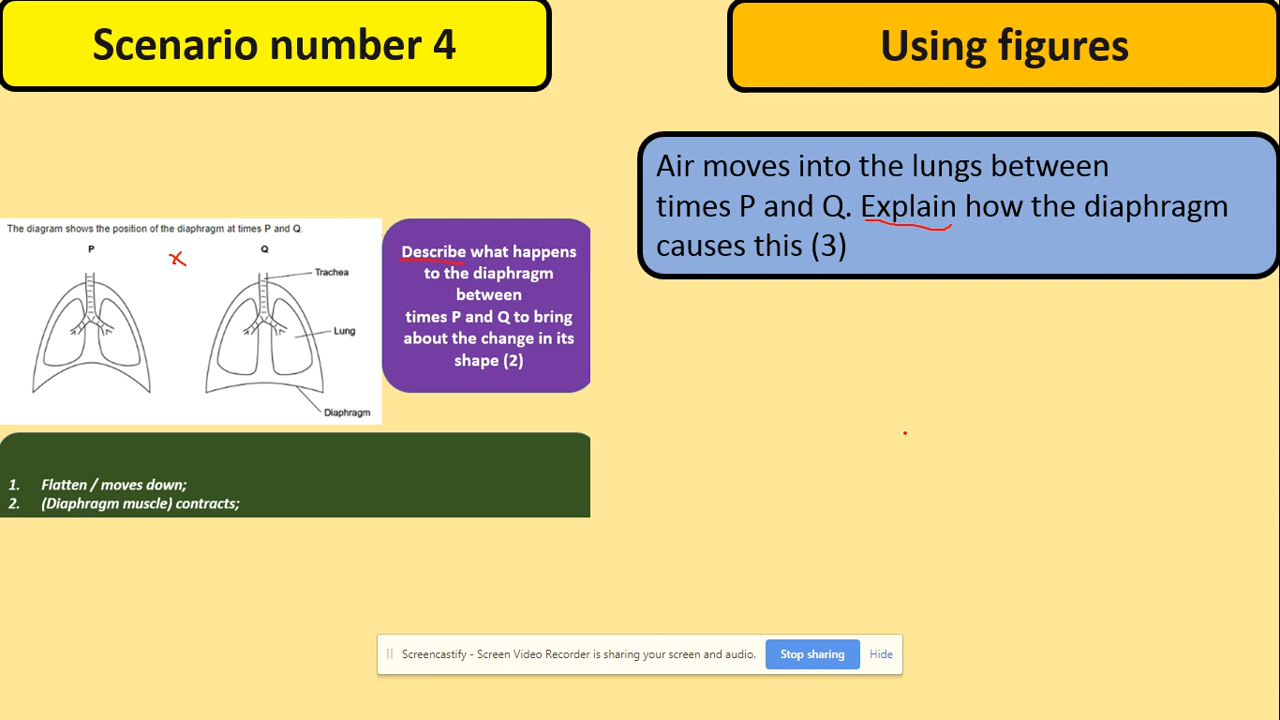 Scenario number 4
Using figures
Air moves into the lungs between
times P and Q. Explain how the diaphragm
causes this (3)
The diagram shows the position of the diaphragm at times P and Q.
P
Q
Trachea
Lung
Diaphragm
Describe what happens
to the diaphragm
between
times P and Q to bring
about the change in its
shape (2)
1. Flatten / moves down;
2. (Diaphragm muscle) contracts;
Screencastify - Screen Video Recorder is sharing your screen and audio.
Stop sharing
Hide